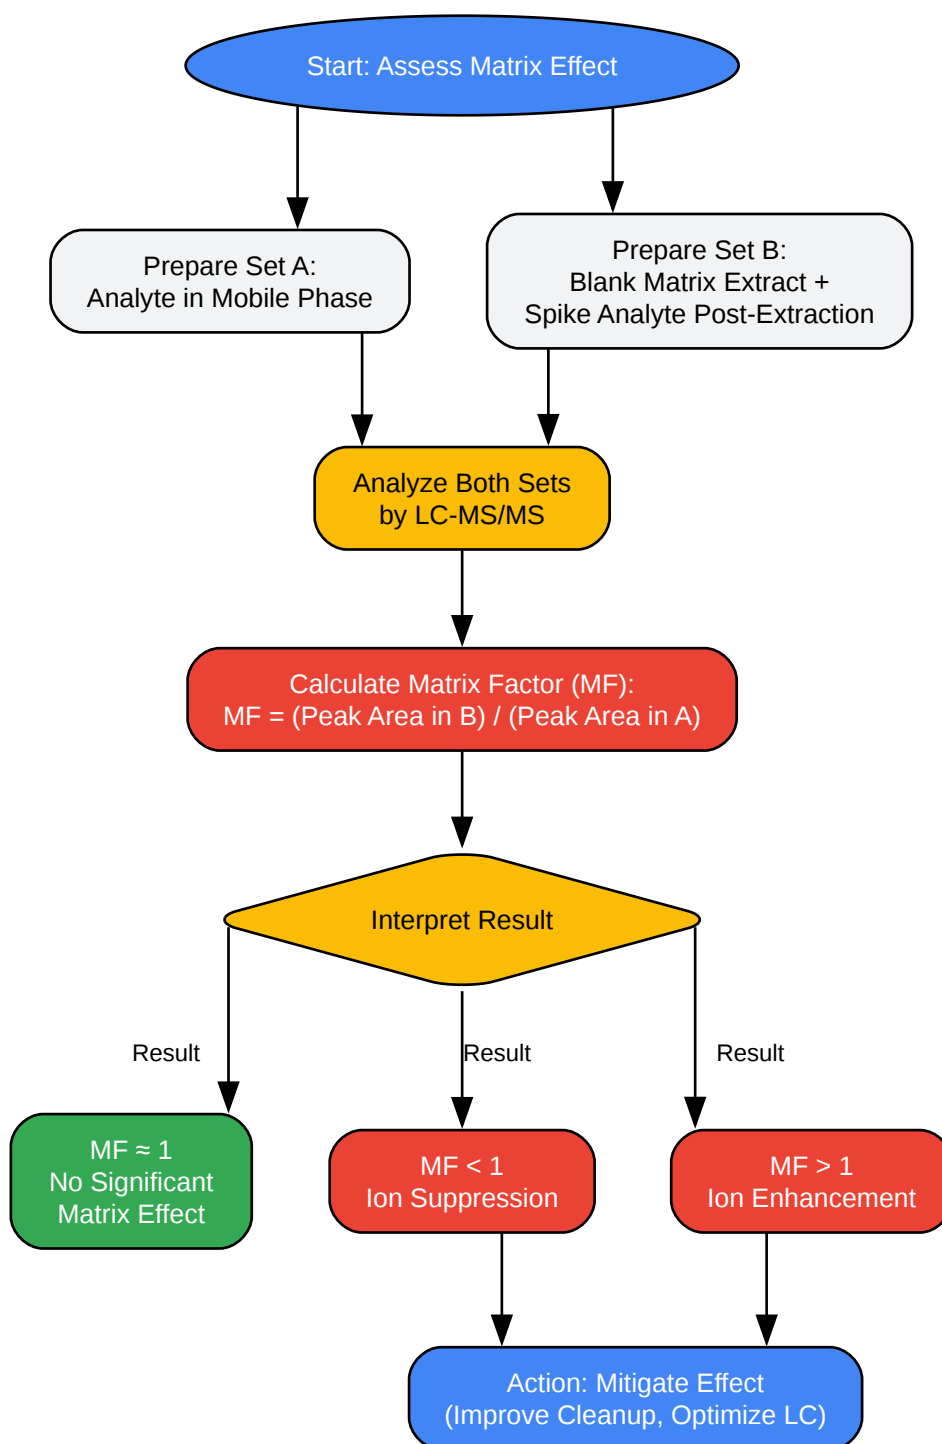 Start: Assess Matrix Effect
Prepare Set A:
Analyte in Mobile Phase
Prepare Set B:
Blank Matrix Extract +
Spike Analyte Post-Extraction
Analyze Both Sets
by LC-MS/MS
Calculate Matrix Factor (MF):
MF = (Peak Area in B) / (Peak Area in A)
Interpret Result
Result
Result
Result
MF ≈ 1
No Significant
Matrix Effect
MF < 1
Ion Suppression
MF > 1
Ion Enhancement
Action: Mitigate Effect
(Improve Cleanup, Optimize LC)